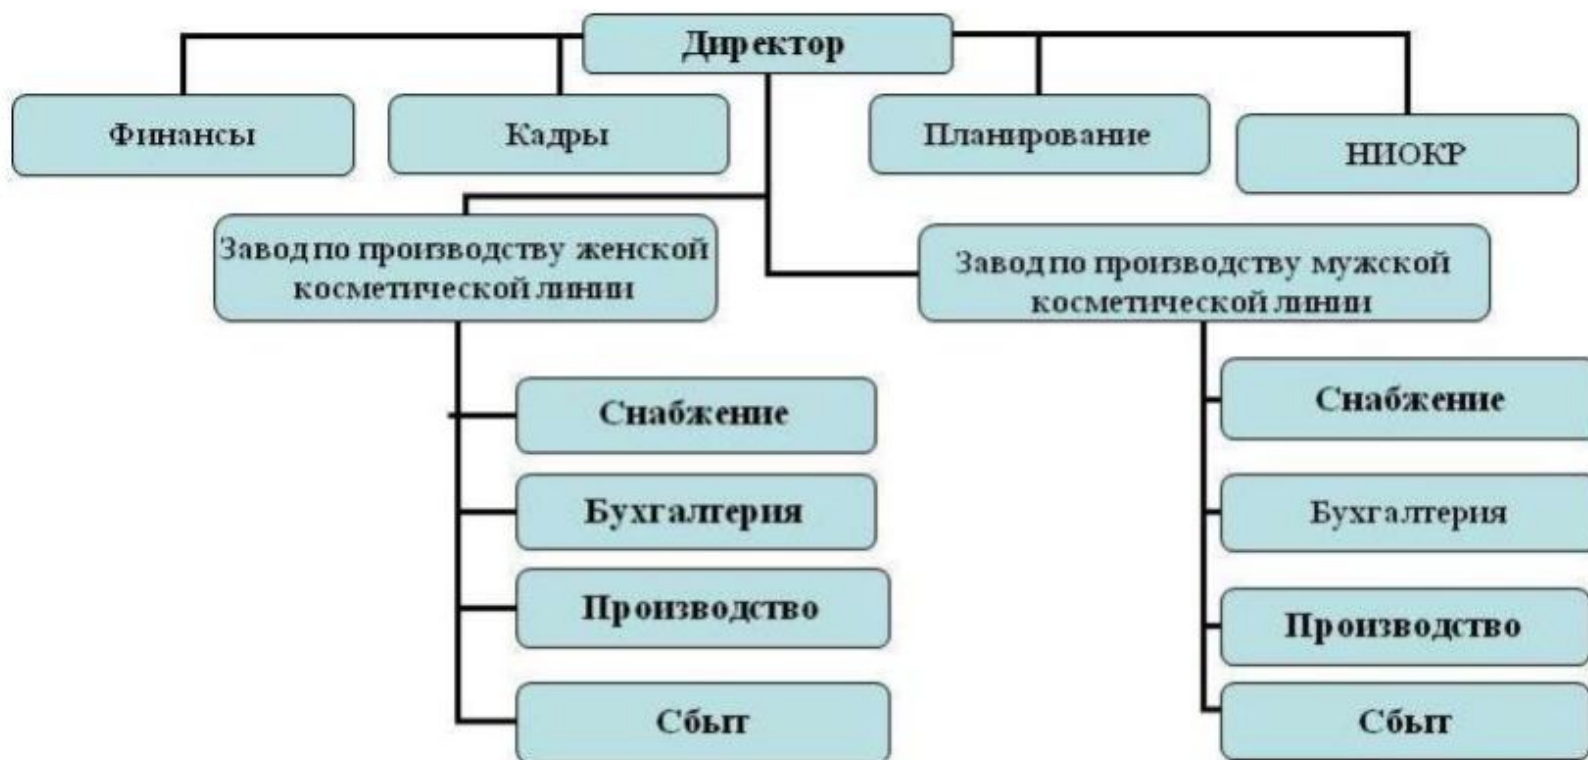 Директор
Финансы
Кадры
Планирование
НИОКР
Завод по производству женской
косметической линии
Завод по производству мужской
косметической линии
Снабжение
Бухгалтерия
Производство
Сбыт
Снабжение
Бухгалтерия
Производство
Сбыт